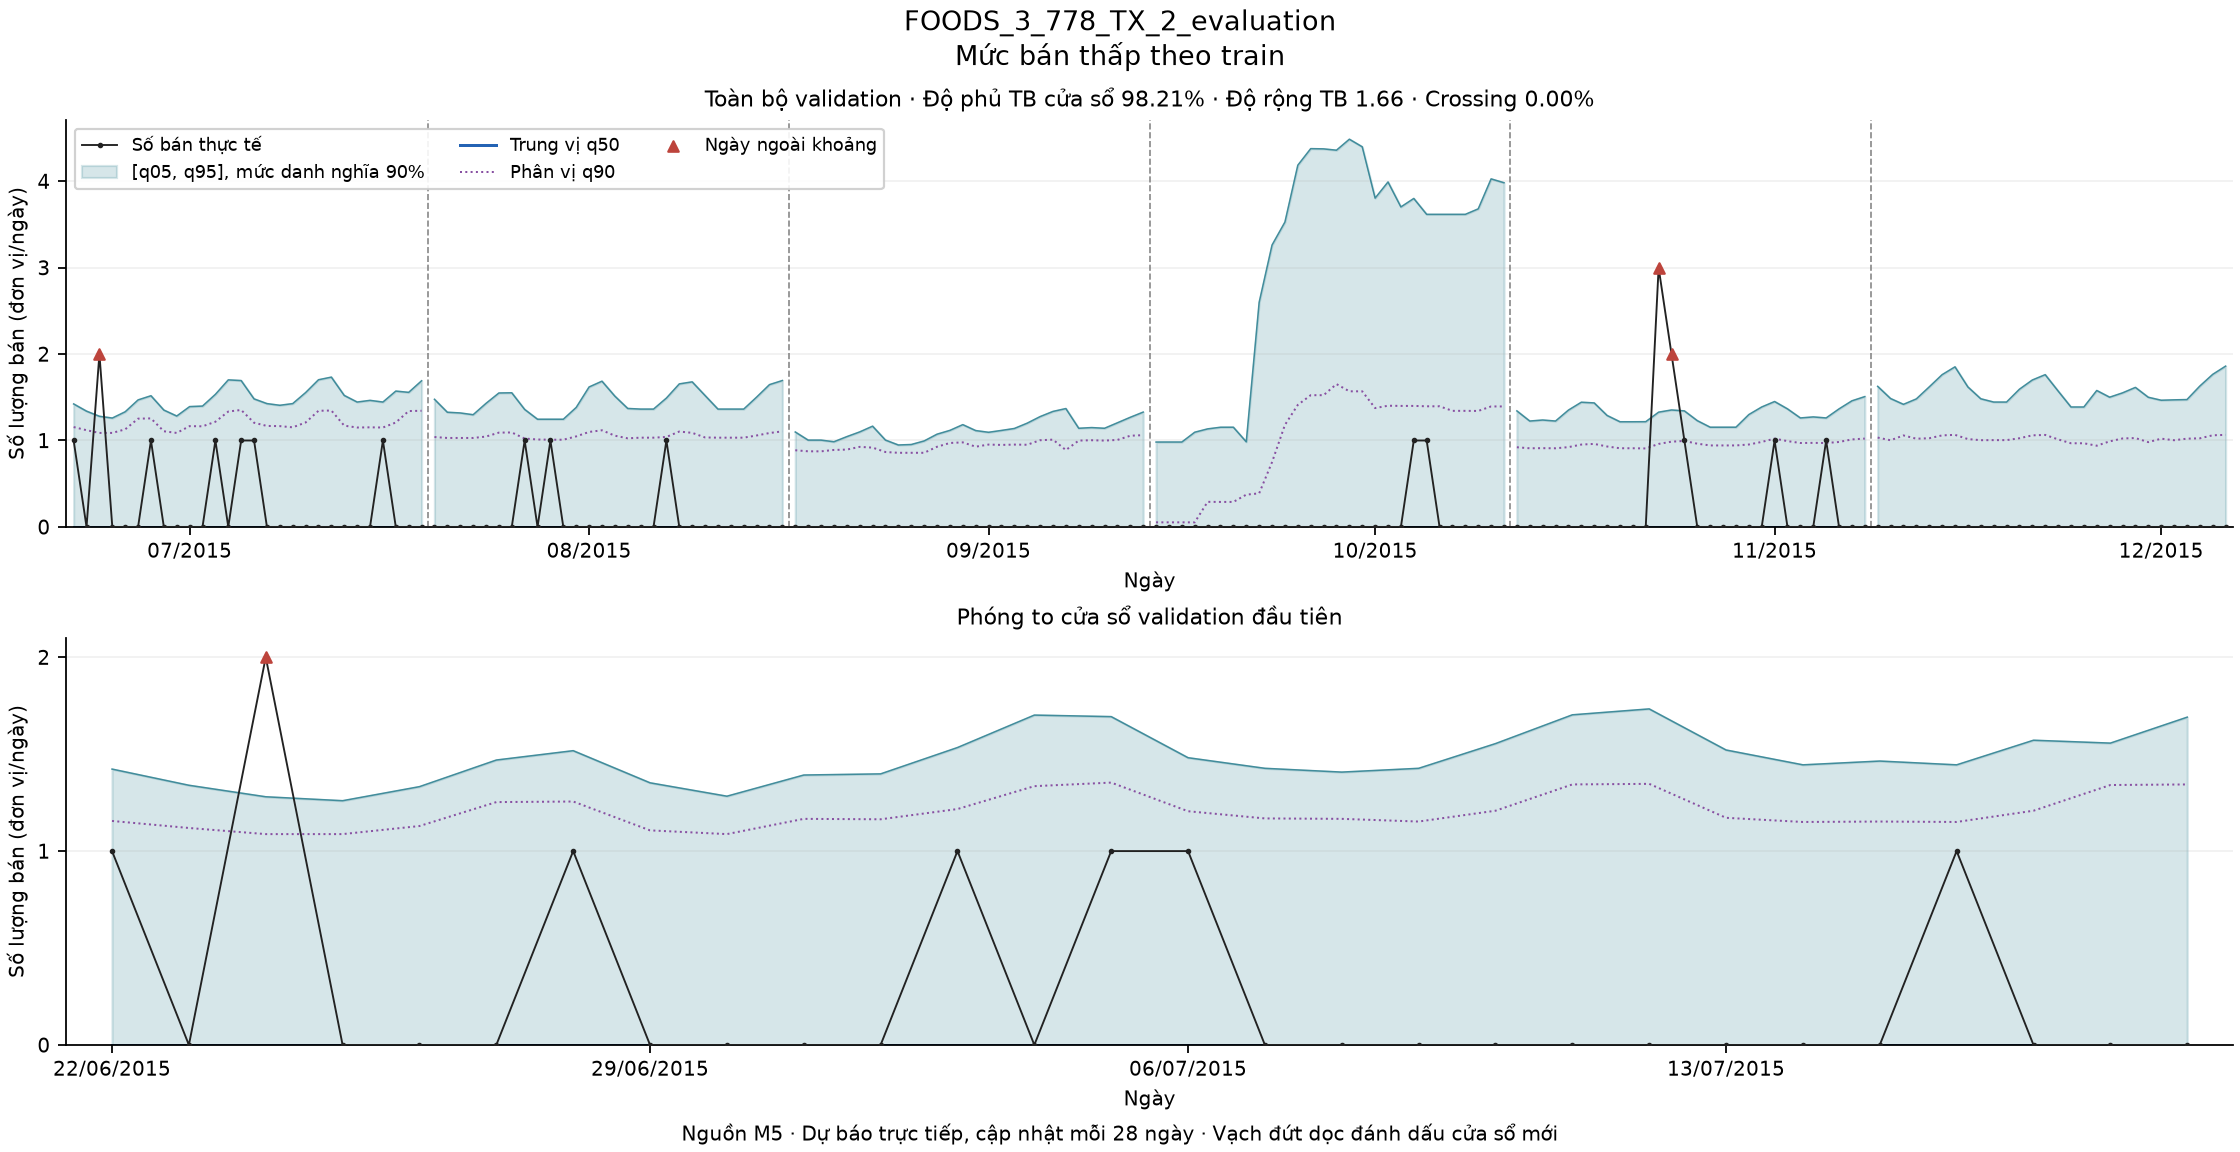 FOODS_3_778_TX_2_evaluation
Mức bán thấp theo train
Toàn bộ validation · Độ phủ TB cửa sổ 98.21% · Độ rộng TB 1.66 · Crossing 0.00%
Số bán thực tế
[q05, q95], mức danh nghĩa 90%
Trung vị q50
Phân vị q90
Ngày ngoài khoảng
Số lượng bán (đơn vị/ngày)
4
3
2
1
0
07/2015 08/2015 09/2015 10/2015 11/2015 12/2015
Ngày
Phóng to cửa sổ validation đầu tiên
Số lượng bán (đơn vị/ngày)
2
1
0
22/06/2015 29/06/2015 06/07/2015 13/07/2015
Ngày
Nguồn M5 · Dự báo trực tiếp, cập nhật mỗi 28 ngày · Vạch đứt dọc đánh dấu cửa sổ mới